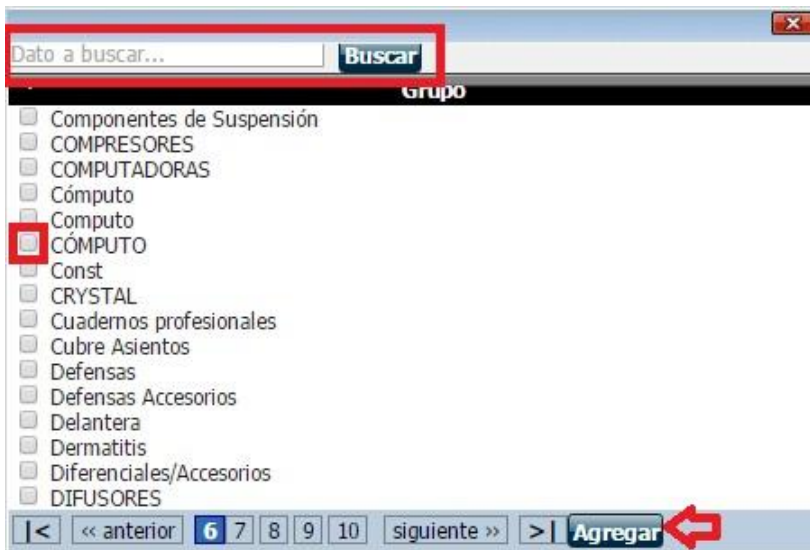 Dato a buscar... Buscar
Grupo
Componentes de Suspensión
COMPRESORES
COMPUTADORAS
Cómputo
Computo
CÓMPUTO
Const
CRYSTAL
Cuadernos profesionales
Cubre Asientos
Defensas
Defensas Accesorios
Delantera
Dermatitis
Diferenciales/Accesorios
DIFUSORES
|< « anterior 6 7 8 9 10 siguiente » >| Agregar